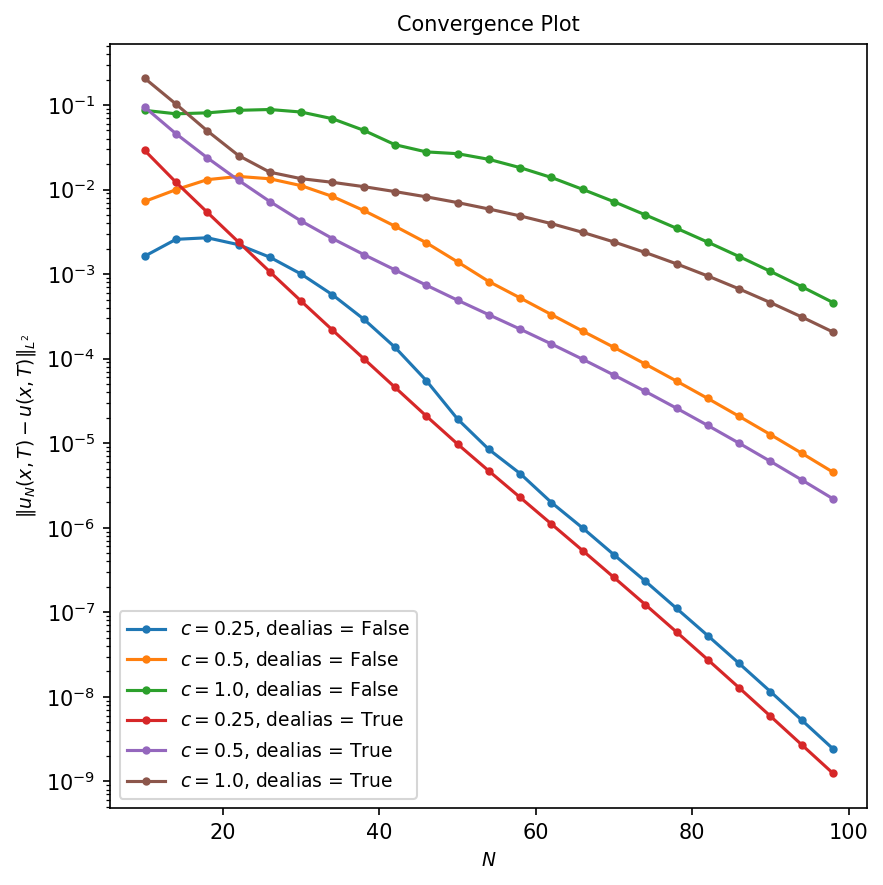 Convergence Plot
10⁻¹
10⁻²
10⁻³
10⁻⁴
10⁻⁵
10⁻⁶
10⁻⁷
10⁻⁸
10⁻⁹
‖u_N(x, T) − u(x, T)‖_{L²}
c = 0.25, dealias = False
c = 0.5, dealias = False
c = 1.0, dealias = False
c = 0.25, dealias = True
c = 0.5, dealias = True
c = 1.0, dealias = True
20 40 60 80 100
N